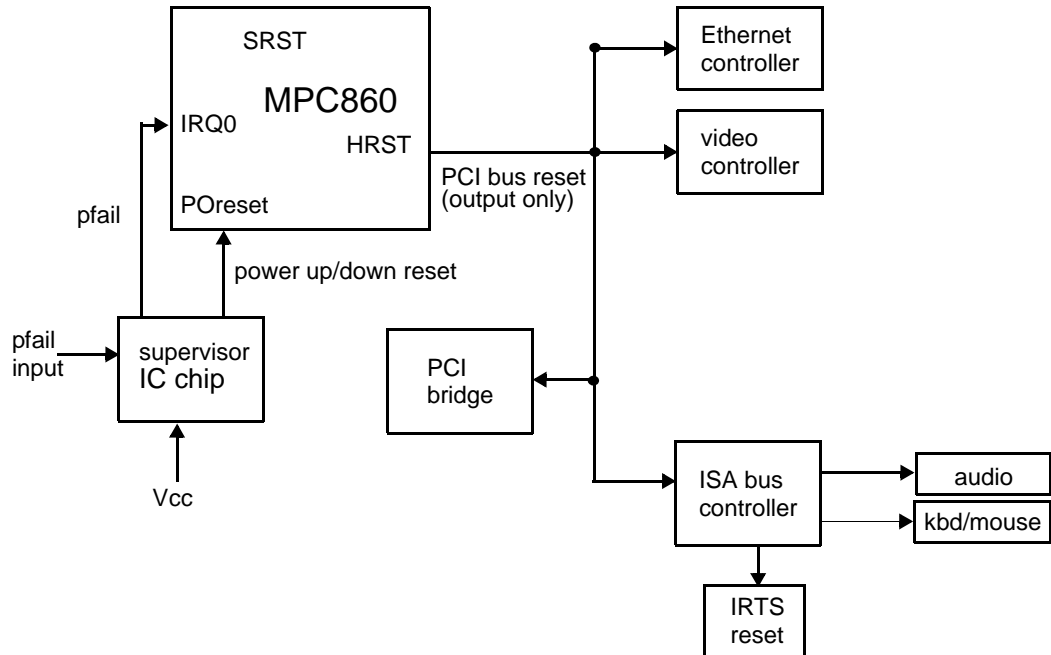 SRST
MPC860
IRQ0
HRST
POreset
Ethernet
controller
video
controller
PCI bus reset
(output only)
pfail
power up/down reset
pfail
input
supervisor
IC chip
Vcc
PCI
bridge
ISA bus
controller
audio
kbd/mouse
IRTS
reset